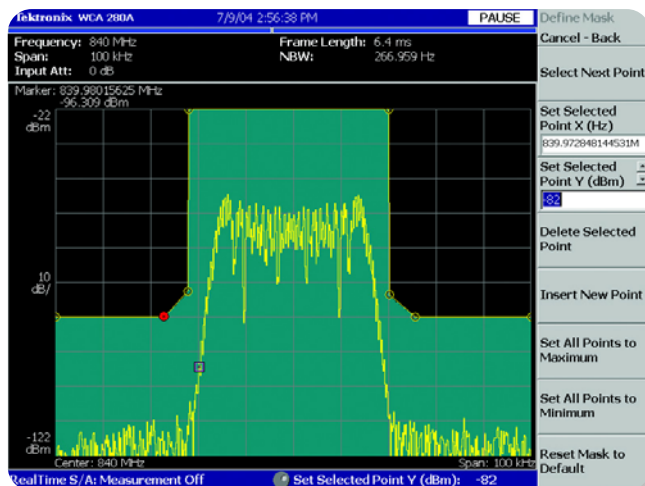 Tektronix WCA 280A 7/9/04 2:56:38 PM PAUSE
Define Mask
Cancel - Back
Frequency: 840 MHz Frame Length: 6.4 ms
Span: 100 kHz NBW: 266.959 Hz
Input Att: 0 dB
Select Next Point
Marker: 839.98015625 MHz
-96.309 dBm
-22
dBm
Set Selected
Point X (Hz)
839.972848144531M
Set Selected
Point Y (dBm)
-82
Delete Selected
Point
10
dB/
Insert New Point
Set All Points to
Maximum
Set All Points to
Minimum
-122
dBm
Reset Mask to
Default
Center: 840 MHz Span: 100 kHz
RealTime S/A: Measurement Off Set Selected Point Y (dBm): -82